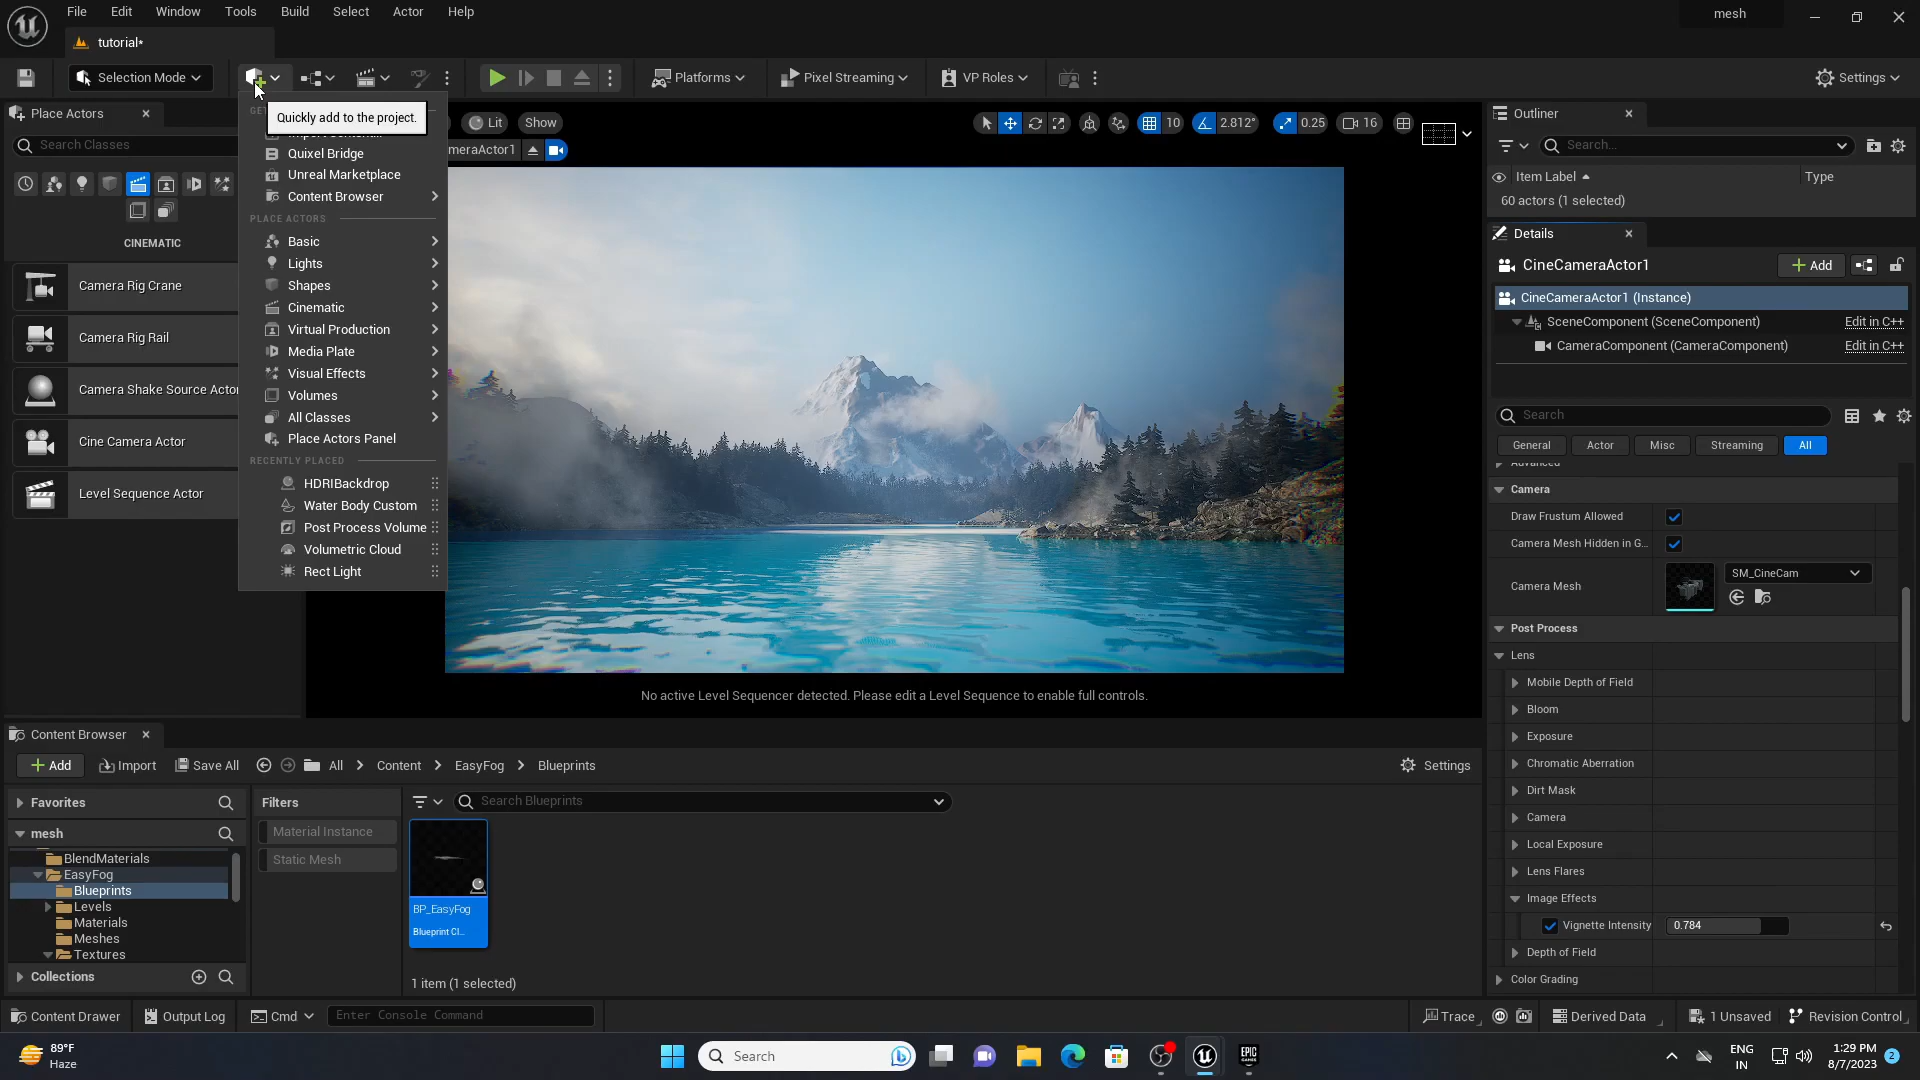 File Edit Window Tools Build Select Actor Help
mesh
tutorial*
Selection Mode
Platforms
Pixel Streaming
VP Roles
Settings
Place Actors
Search Classes
CINEMATIC
Camera Rig Crane
Camera Rig Rail
Camera Shake Source Actor
Cine Camera Actor
Level Sequence Actor
Quickly add to the project.
Quixel Bridge
Unreal Marketplace
Content Browser
PLACE ACTORS
Basic
Lights
Shapes
Cinematic
Virtual Production
Media Plate
Visual Effects
Volumes
All Classes
Place Actors Panel
RECENTLY PLACED
HDRIBackdrop
Water Body Custom
Post Process Volume
Volumetric Cloud
Rect Light
Lit Show
10 2.812° 0.25 16
meraActor1
No active Level Sequencer detected. Please edit a Level Sequence to enable full controls.
Outliner
Search...
Item Label Type
60 actors (1 selected)
Details
CineCameraActor1
Add
CineCameraActor1 (Instance)
SceneComponent (SceneComponent) Edit in C++
CameraComponent (CameraComponent) Edit in C++
Search
General Actor Misc Streaming All
Advanced
Camera
Draw Frustum Allowed
Camera Mesh Hidden in G...
Camera Mesh
SM_CineCam
Post Process
Lens
Mobile Depth of Field
Bloom
Exposure
Chromatic Aberration
Dirt Mask
Camera
Local Exposure
Lens Flares
Image Effects
Vignette Intensity 0.784
Depth of Field
Color Grading
Content Browser
Add Import Save All All Content EasyFog Blueprints Settings
Favorites
mesh
BlendMaterials
EasyFog
Blueprints
Levels
Materials
Meshes
Textures
Collections
Filters
Material Instance
Static Mesh
Search Blueprints
BP_EasyFog
Blueprint Cl...
1 item (1 selected)
Content Drawer Output Log Cmd Enter Console Command Trace Derived Data 1 Unsaved Revision Control
89°F
Haze
Search
EPIC
GAMES
ENG
IN
1:29 PM
8/7/2023
2